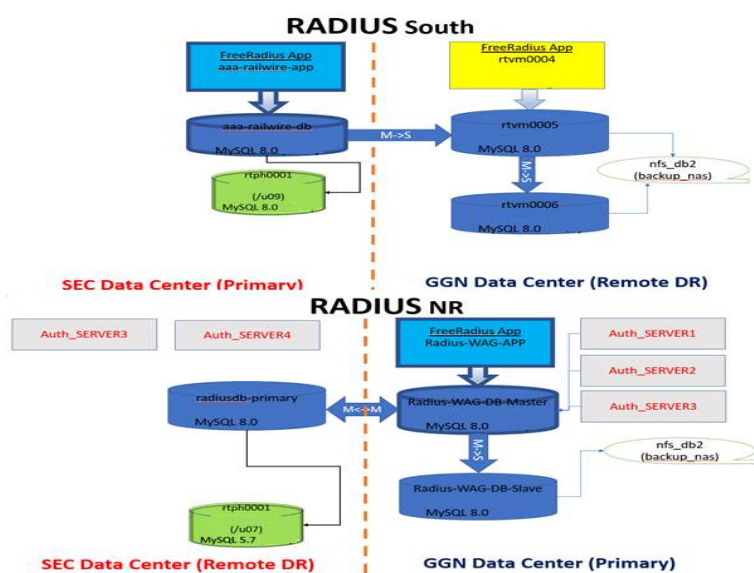 RADIUS South
FreeRadius App
aaa-railwire-app
FreeRadius App
rtvm0004
aaa-railwire-db
MySQL 8.0
M->S
rtvm0005
MySQL 8.0
rtph0001
(/u09)
MySQL 8.0
M->S
nfs_db2
(backup_nas)
rtvm0006
MySQL 8.0
SEC Data Center (Primary)
GGN Data Center (Remote DR)
RADIUS NR
Auth_SERVER3
Auth_SERVER4
FreeRadius App
Radius-WAG-APP
Auth_SERVER1
Auth_SERVER2
Auth_SERVER3
radiusdb-primary
MySQL 8.0
M<->M
Radius-WAG-DB-Master
MySQL 8.0
M->S
nfs_db2
(backup_nas)
Radius-WAG-DB-Slave
MySQL 8.0
rtph0001
(/u07)
MySQL 5.7
SEC Data Center (Remote DR)
GGN Data Center (Primary)